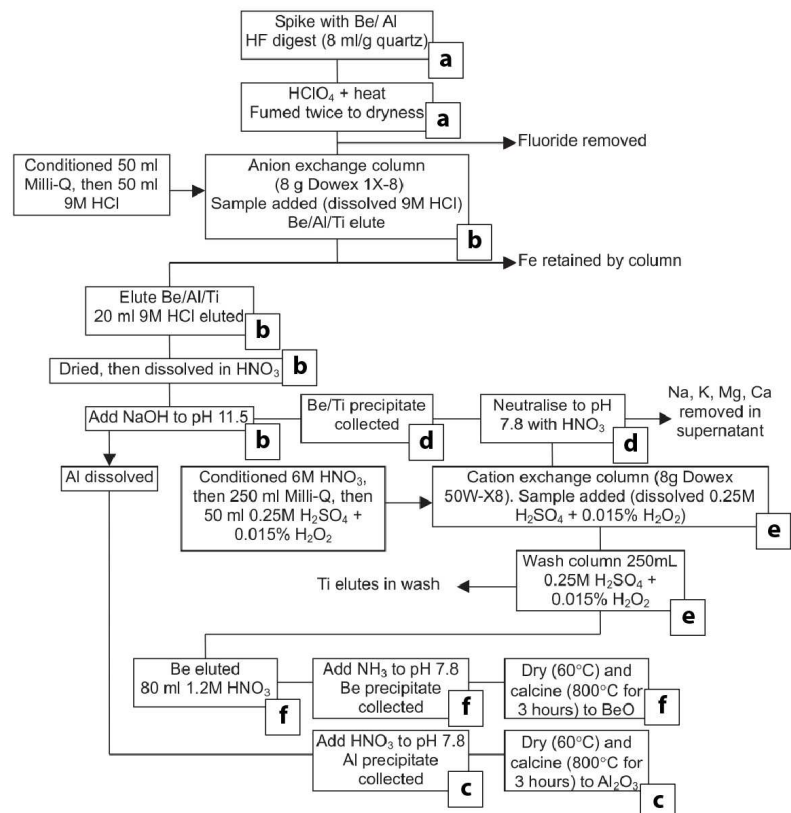 Spike with Be/ Al
HF digest (8 ml/g quartz)
a
HClO₄ + heat
Fumed twice to dryness
a
Fluoride removed
Conditioned 50 ml
Milli-Q, then 50 ml
9M HCl
Anion exchange column
(8 g Dowex 1X-8)
Sample added (dissolved 9M HCl)
Be/Al/Ti elute
b
Fe retained by column
Elute Be/Al/Ti
20 ml 9M HCl eluted
b
Dried, then dissolved in HNO₃
b
Add NaOH to pH 11.5
b
Be/Ti precipitate
collected
d
Neutralise to pH
7.8 with HNO₃
d
Na, K, Mg, Ca
removed in
supernatant
Al dissolved
Conditioned 6M HNO₃,
then 250 ml Milli-Q, then
50 ml 0.25M H₂SO₄ +
0.015% H₂O₂
Cation exchange column (8g Dowex
50W-X8). Sample added (dissolved 0.25M
H₂SO₄ + 0.015% H₂O₂)
e
Wash column 250mL
0.25M H₂SO₄ +
0.015% H₂O₂
e
Ti elutes in wash
Be eluted
80 ml 1.2M HNO₃
f
Add NH₃ to pH 7.8
Be precipitate
collected
f
Dry (60°C) and
calcine (800°C for
3 hours) to BeO
f
Add HNO₃ to pH 7.8
Al precipitate
collected
c
Dry (60°C) and
calcine (800°C for
3 hours) to Al₂O₃
c